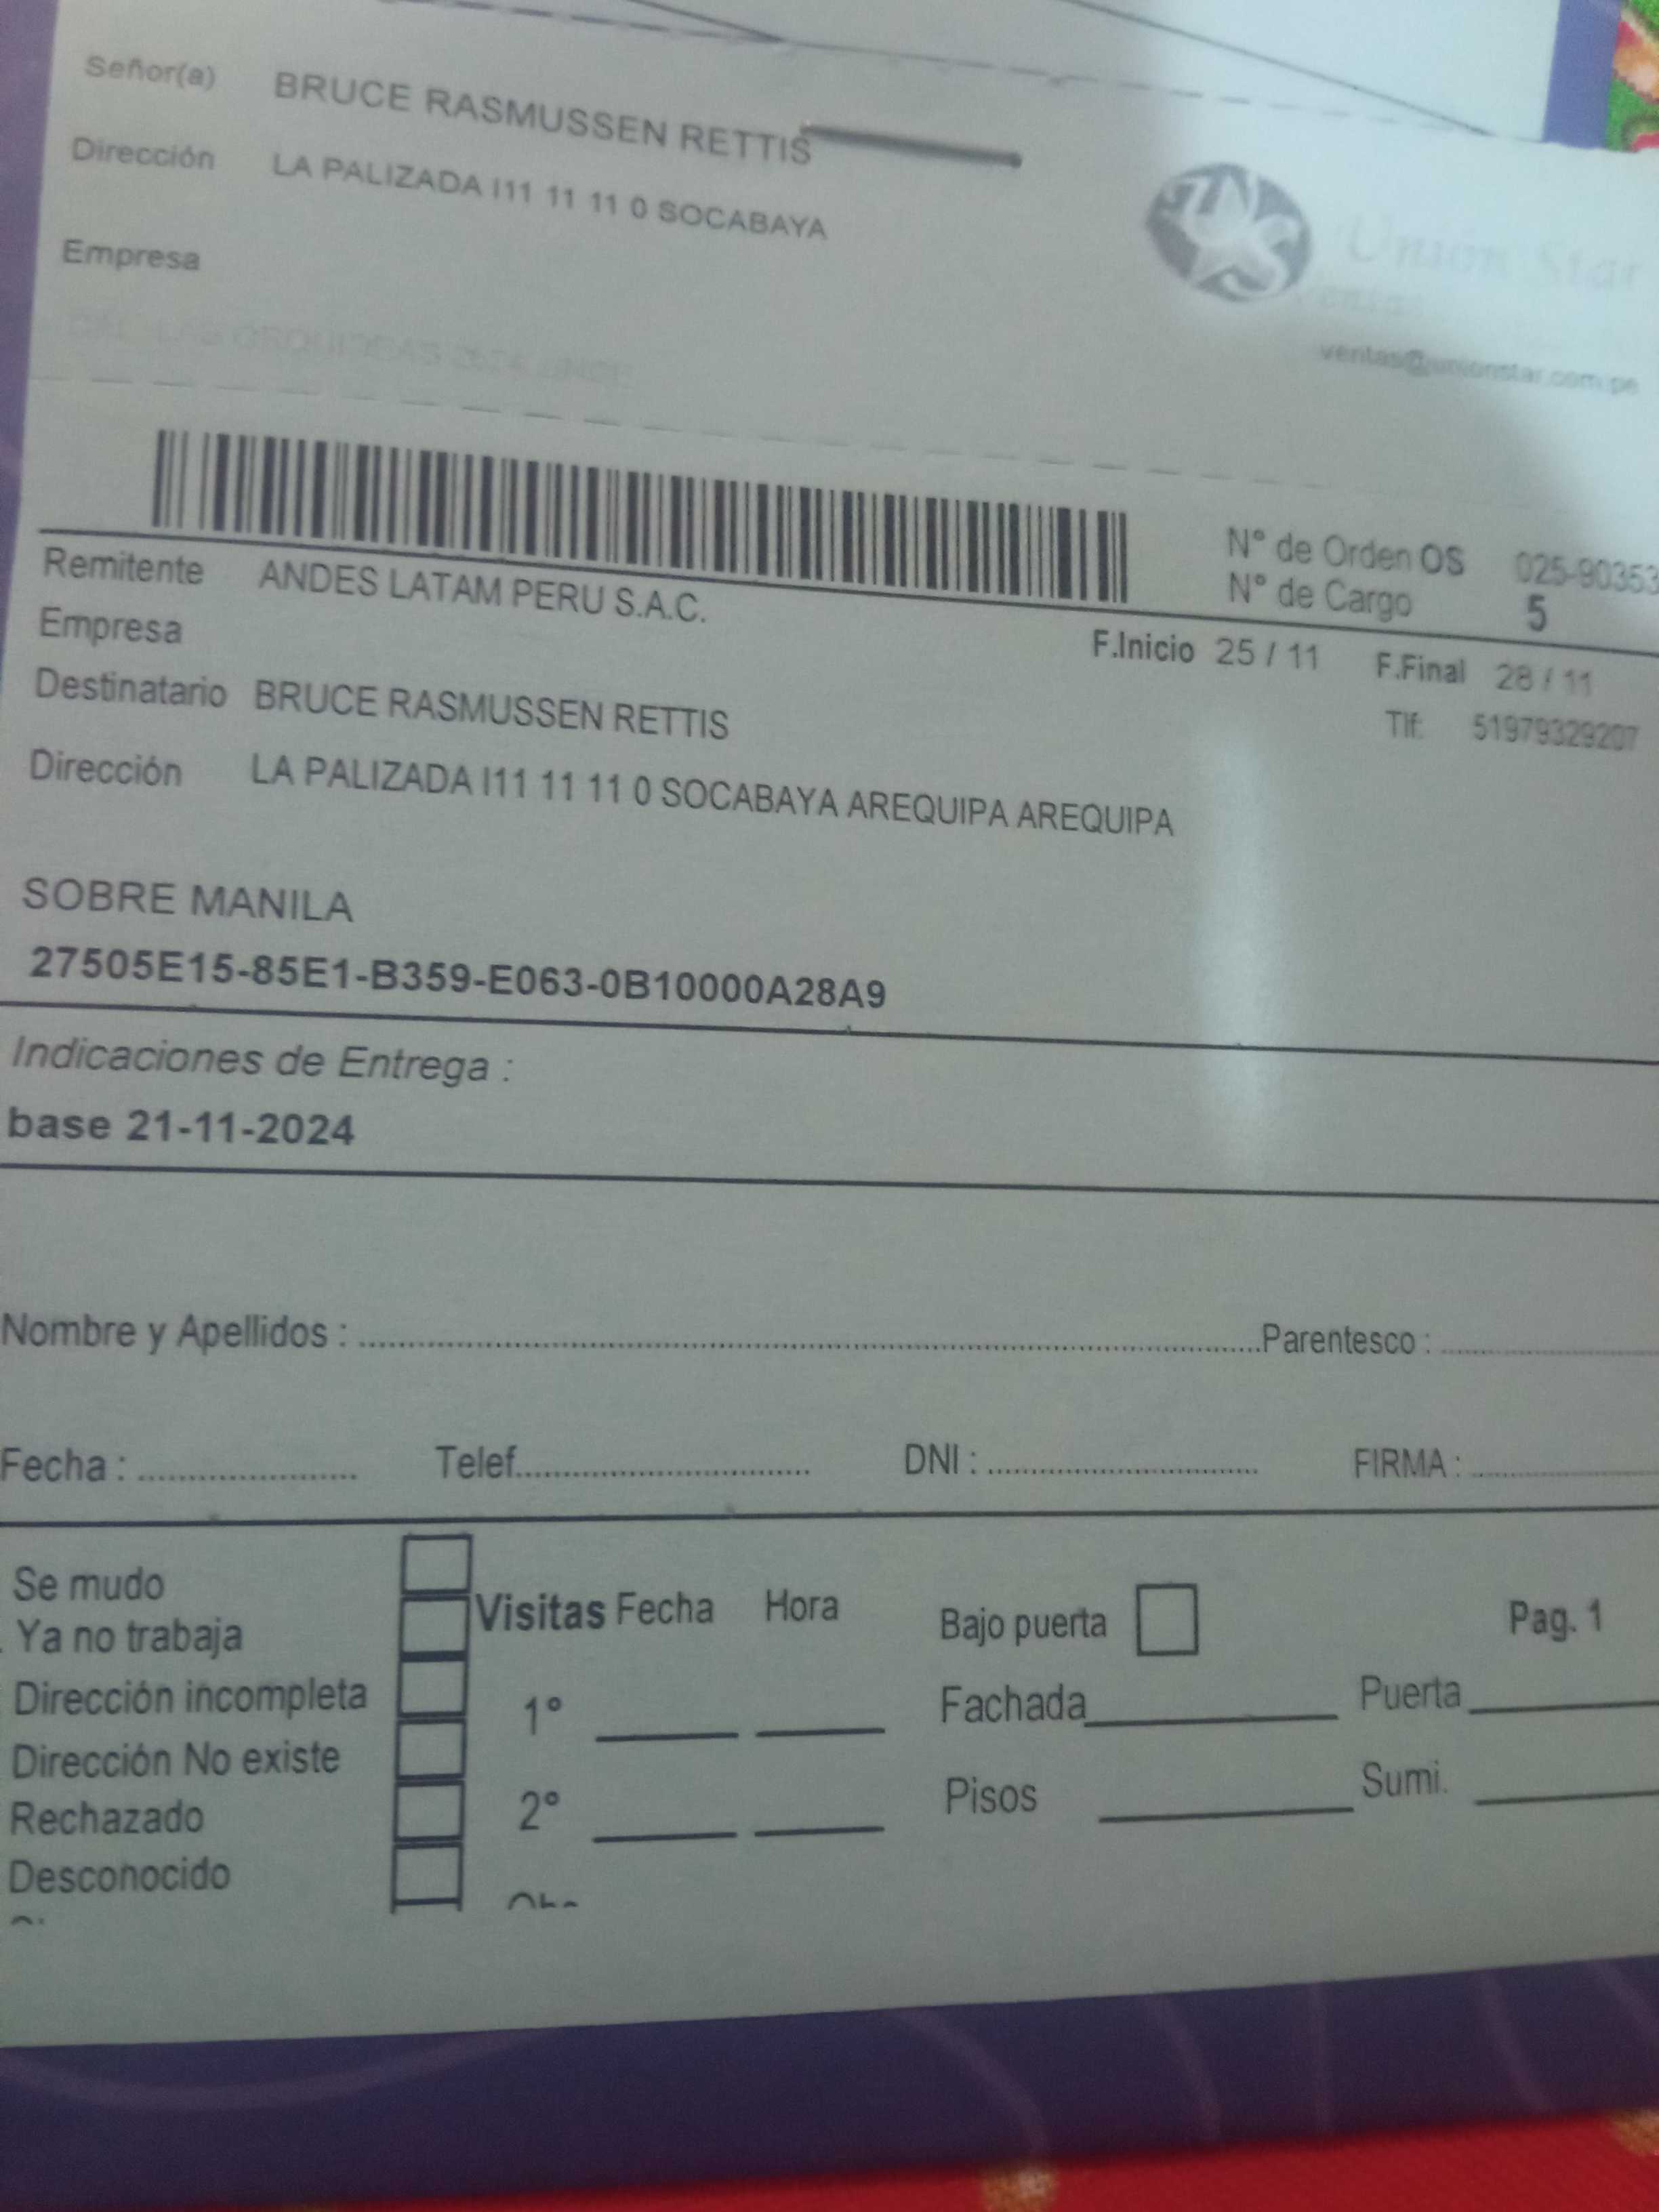 Señor(a) BRUCE RASMUSSEN RETTIS
Dirección LA PALIZADA I11 11 11 0 SOCABAYA
Empresa
Unión Star
ventas@unionstar.com.pe
N° de Orden OS 025-90353
N° de Cargo 5
Remitente ANDES LATAM PERU S.A.C.
Empresa
F.Inicio 25 / 11 F.Final 28 / 11
Destinatario BRUCE RASMUSSEN RETTIS
Tlf: 51979329207
Dirección LA PALIZADA I11 11 11 0 SOCABAYA AREQUIPA AREQUIPA
SOBRE MANILA
27505E15-85E1-B359-E063-0B10000A28A9
Indicaciones de Entrega :
base 21-11-2024
Nombre y Apellidos : Parentesco :
Fecha : Telef. DNI : FIRMA :
Se mudo
Ya no trabaja
Dirección incompleta
Dirección No existe
Rechazado
Desconocido
Visitas Fecha Hora
1°
2°
Bajo puerta Pag. 1
Fachada Puerta
Pisos Sumi.